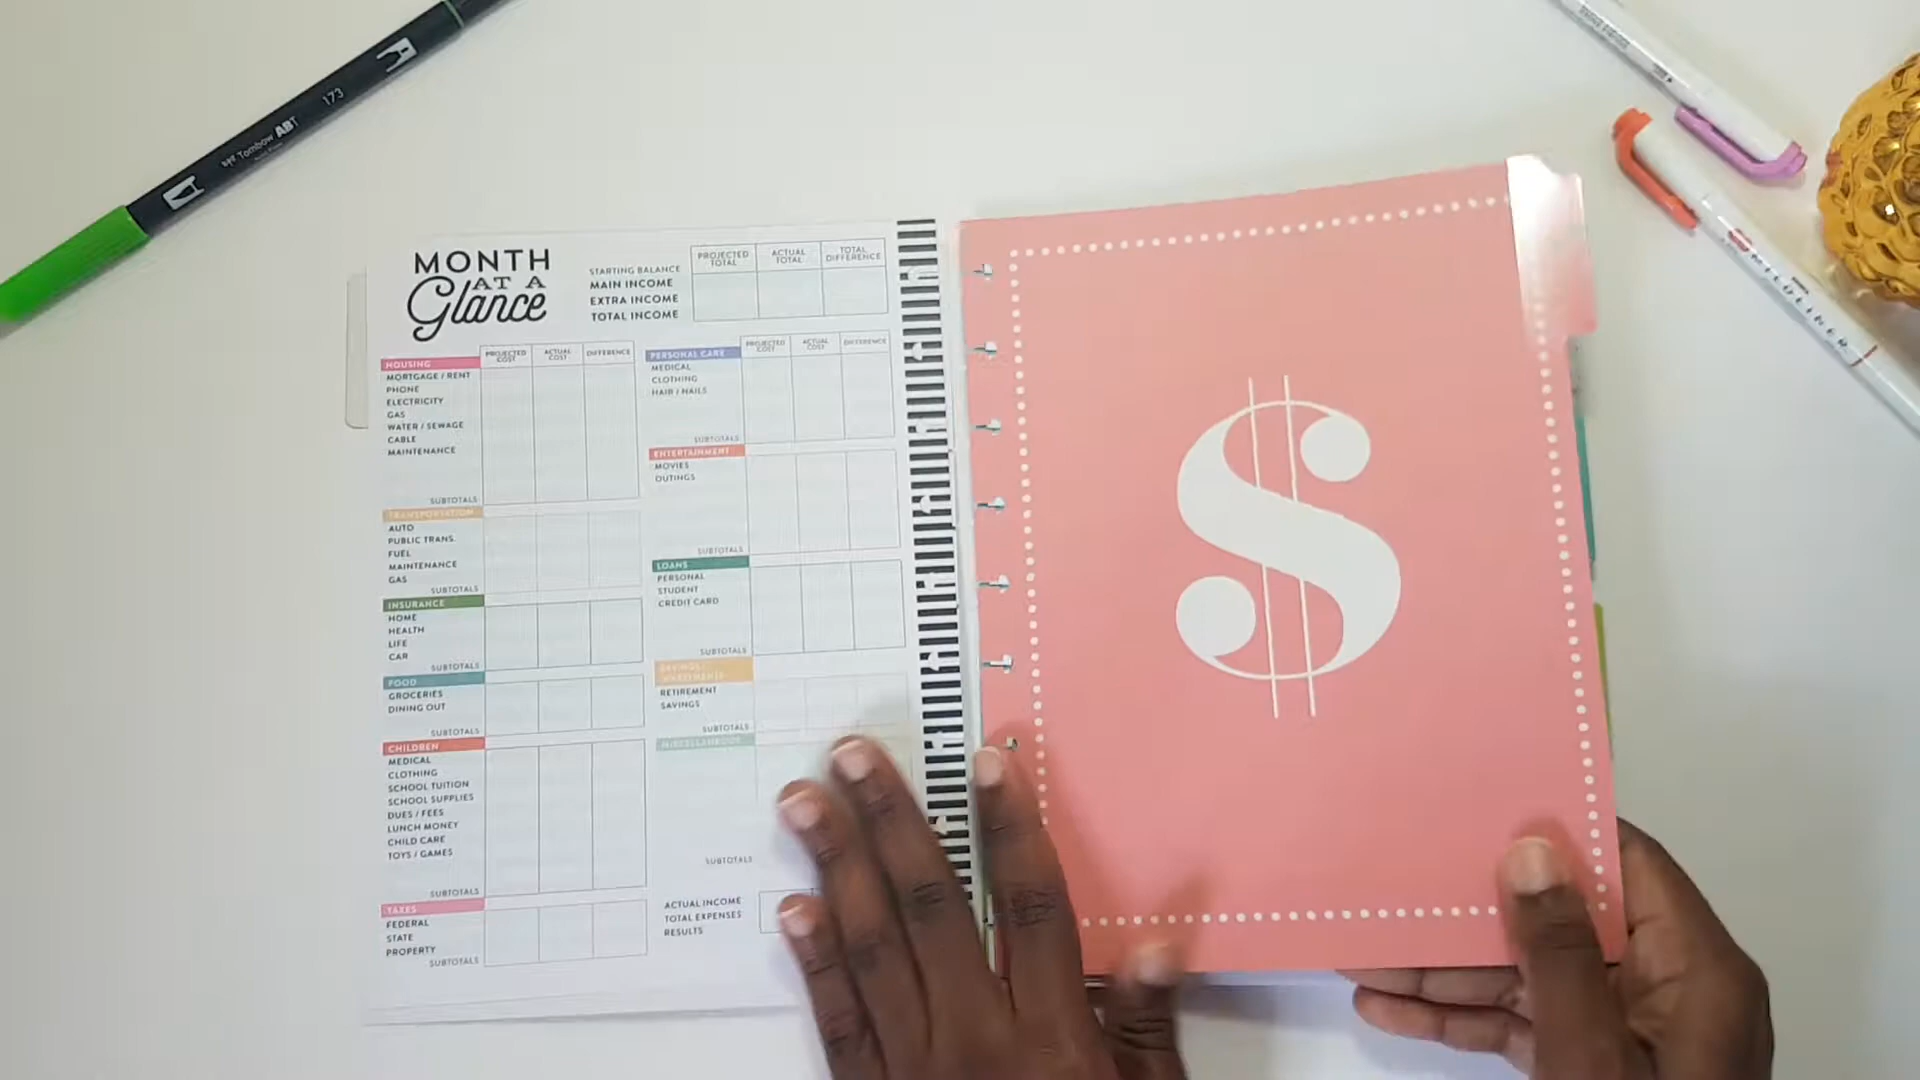 173
Tombow ABT
MONTH
AT A
Glance
PROJECTED TOTAL
ACTUAL TOTAL
TOTAL DIFFERENCE
STARTING BALANCE
MAIN INCOME
EXTRA INCOME
TOTAL INCOME
HOUSING
PROJECTED COST
ACTUAL COST
DIFFERENCE
MORTGAGE / RENT
PHONE
ELECTRICITY
GAS
WATER / SEWAGE
CABLE
MAINTENANCE
SUBTOTALS
TRANSPORTATION
AUTO
PUBLIC TRANS.
FUEL
MAINTENANCE
GAS
SUBTOTALS
INSURANCE
HOME
HEALTH
LIFE
CAR
SUBTOTALS
FOOD
GROCERIES
DINING OUT
SUBTOTALS
CHILDREN
MEDICAL
CLOTHING
SCHOOL TUITION
SCHOOL SUPPLIES
DUES / FEES
LUNCH MONEY
CHILD CARE
TOYS / GAMES
SUBTOTALS
TAXES
FEDERAL
STATE
PROPERTY
SUBTOTALS
PERSONAL CARE
PROJECTED COST
ACTUAL COST
DIFFERENCE
MEDICAL
CLOTHING
HAIR / NAILS
SUBTOTALS
ENTERTAINMENT
MOVIES
OUTINGS
SUBTOTALS
LOANS
PERSONAL
STUDENT
CREDIT CARD
SUBTOTALS
SAVINGS/
INVESTMENTS
RETIREMENT
SAVINGS
SUBTOTALS
MISCELLANEOUS
SUBTOTALS
ACTUAL INCOME
TOTAL EXPENSES
RESULTS
$
MILDLINER